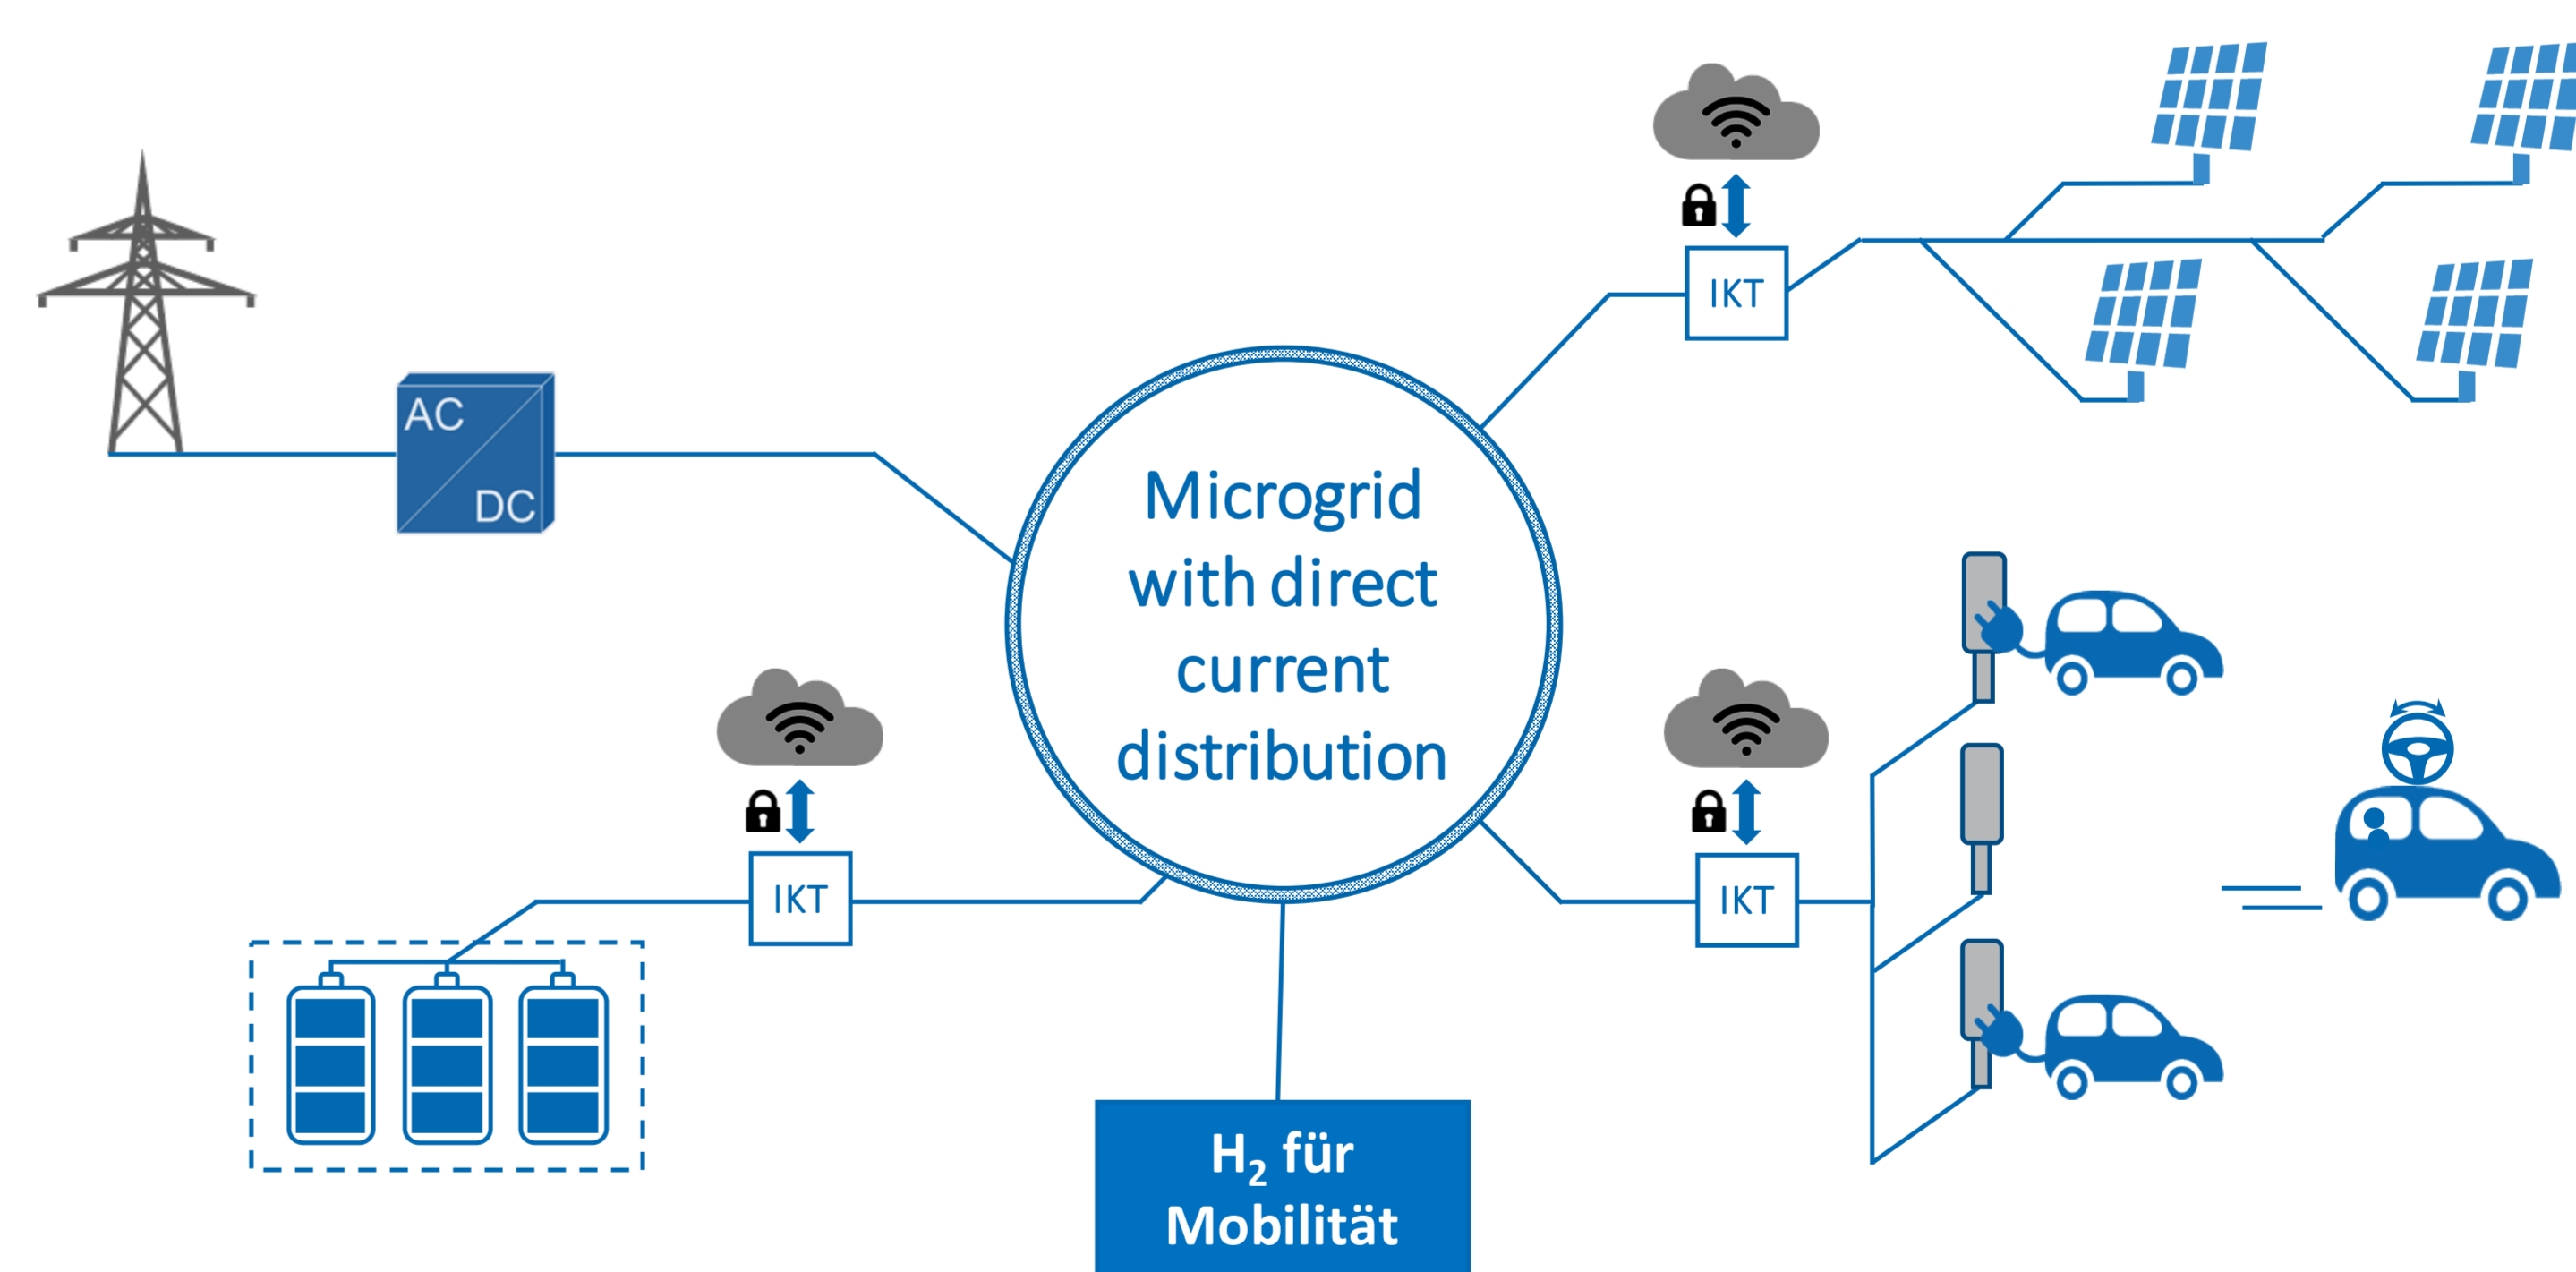 AC
DC
Microgrid
with direct
current
distribution
IKT
IKT
IKT
H₂ für
Mobilität